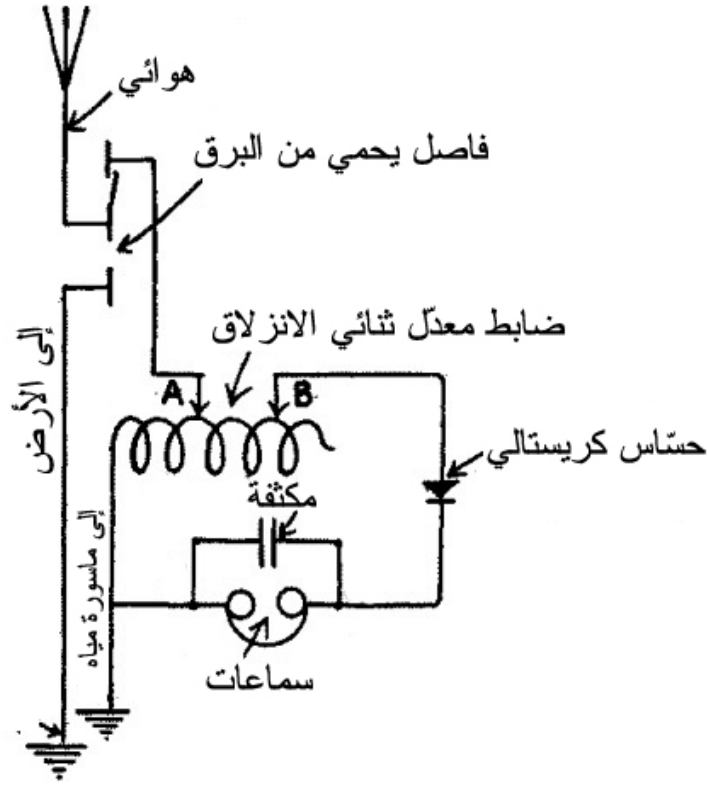 هوائي
فاصل يحمي من البرق
ضابط معدّل ثنائي الانزلاق
إلى الأرض
A
B
حسّاس كريستالي
مكثفة
إلى ماسورة مياه
سماعات